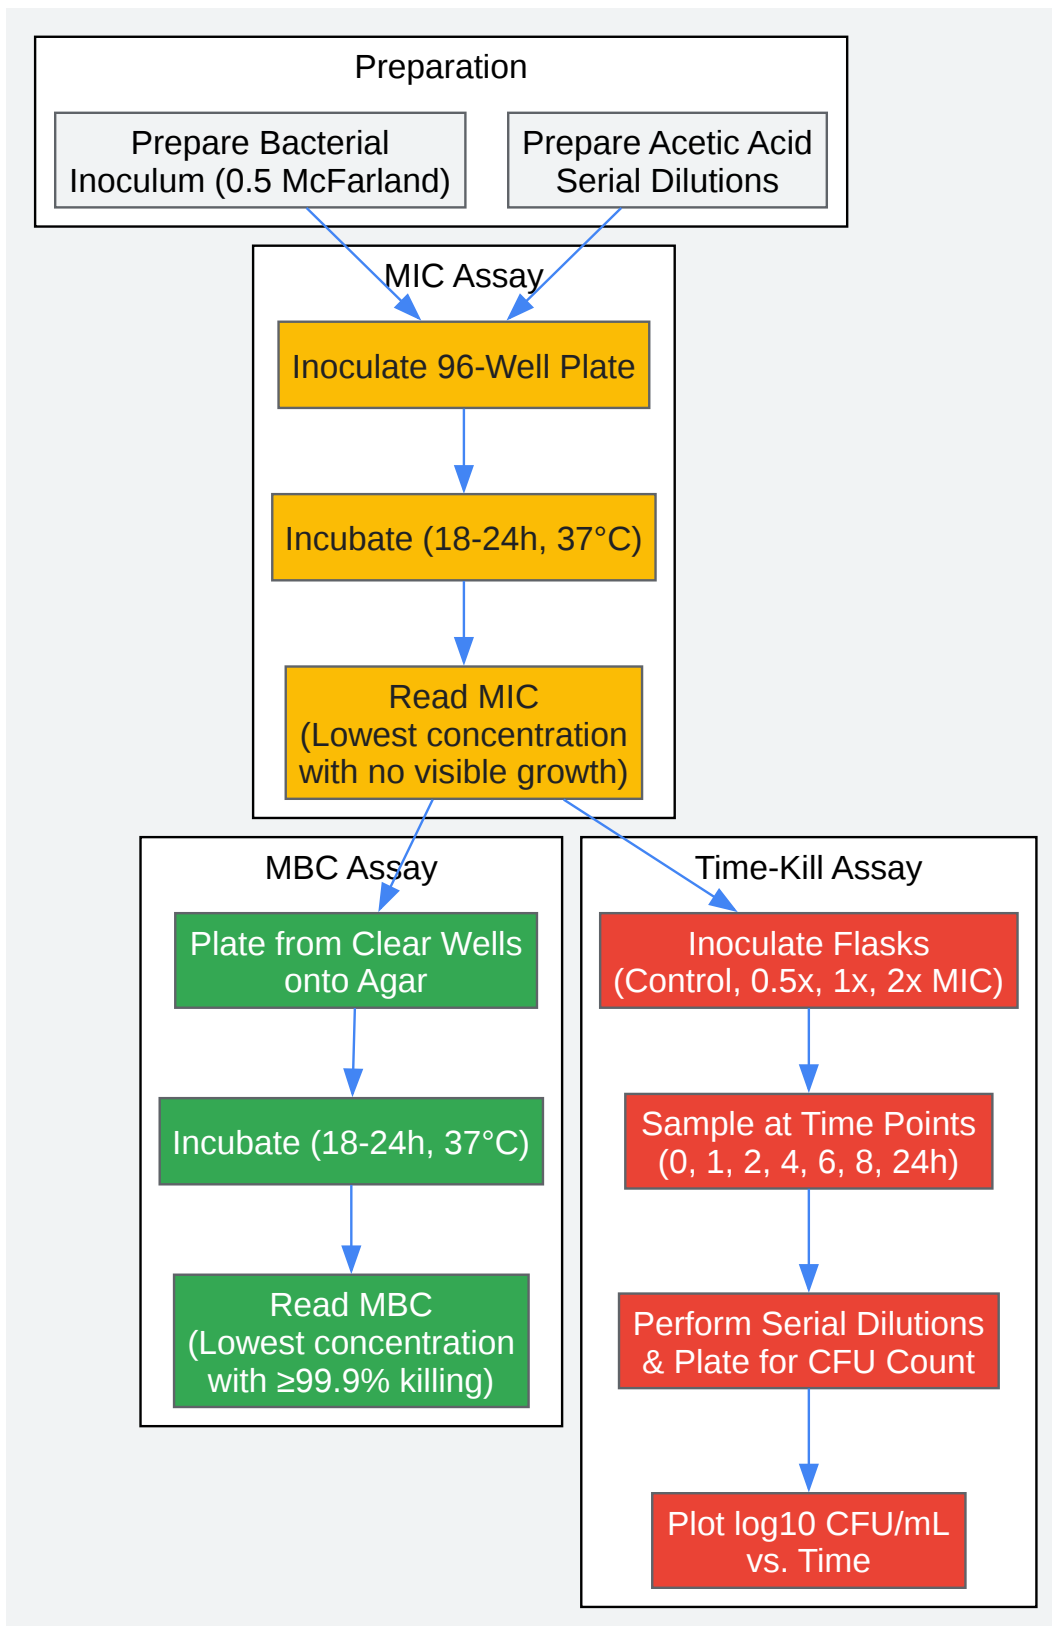 Preparation
Prepare Bacterial
Inoculum (0.5 McFarland)
Prepare Acetic Acid
Serial Dilutions
MIC Assay
Inoculate 96-Well Plate
Incubate (18-24h, 37°C)
Read MIC
(Lowest concentration
with no visible growth)
MBC Assay
Plate from Clear Wells
onto Agar
Incubate (18-24h, 37°C)
Read MBC
(Lowest concentration
with ≥99.9% killing)
Time-Kill Assay
Inoculate Flasks
(Control, 0.5x, 1x, 2x MIC)
Sample at Time Points
(0, 1, 2, 4, 6, 8, 24h)
Perform Serial Dilutions
& Plate for CFU Count
Plot log10 CFU/mL
vs. Time